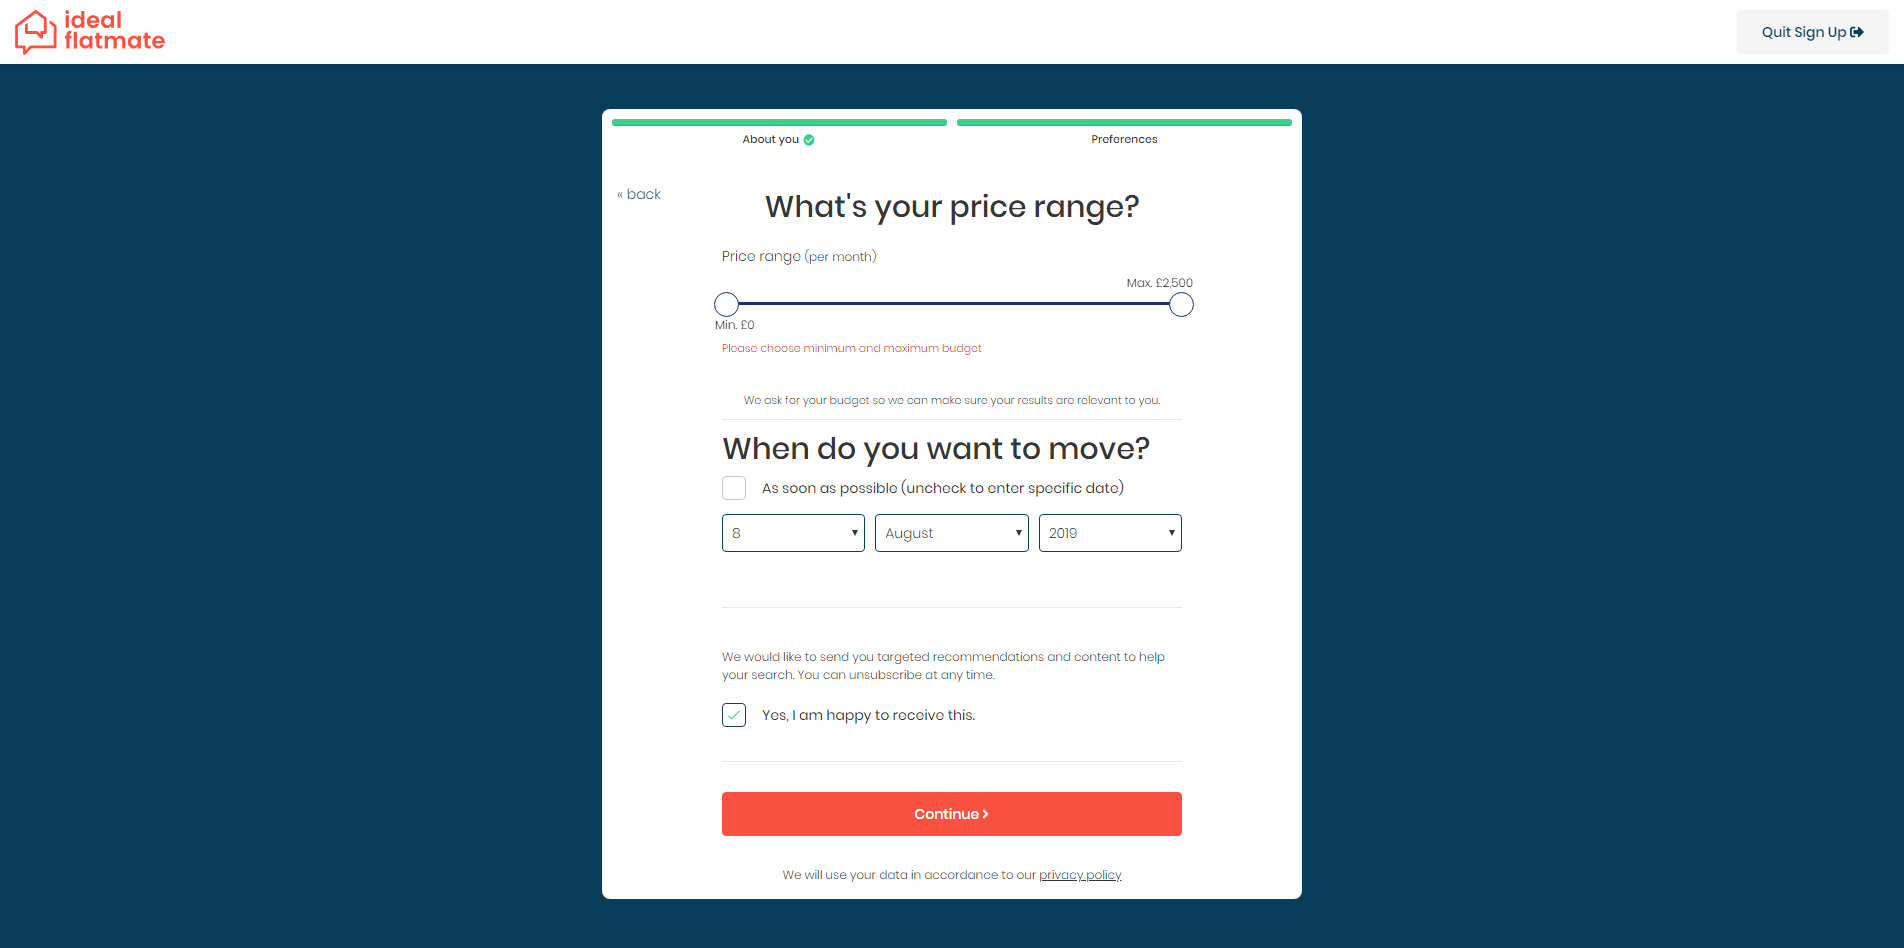 ideal
flatmate
Quit Sign Up
About you
Preferences
« back
What's your price range?
Price range (per month)
Max. £2,500
Min. £0
Please choose minimum and maximum budget
We ask for your budget so we can make sure your results are relevant to you.
When do you want to move?
As soon as possible (uncheck to enter specific date)
8 August 2019
We would like to send you targeted recommendations and content to help
your search. You can unsubscribe at any time.
Yes, I am happy to receive this.
Continue
We will use your data in accordance to our privacy policy